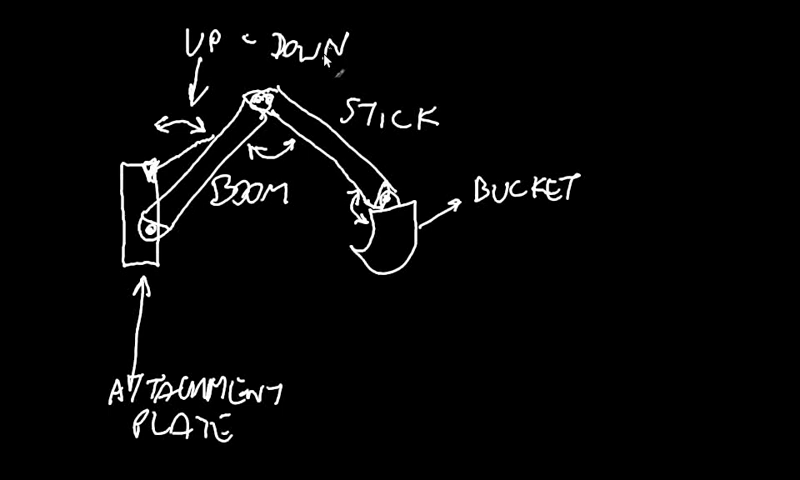 UP - DOWN
STICK
BOOM
BUCKET
ATTACHMENT
PLATE